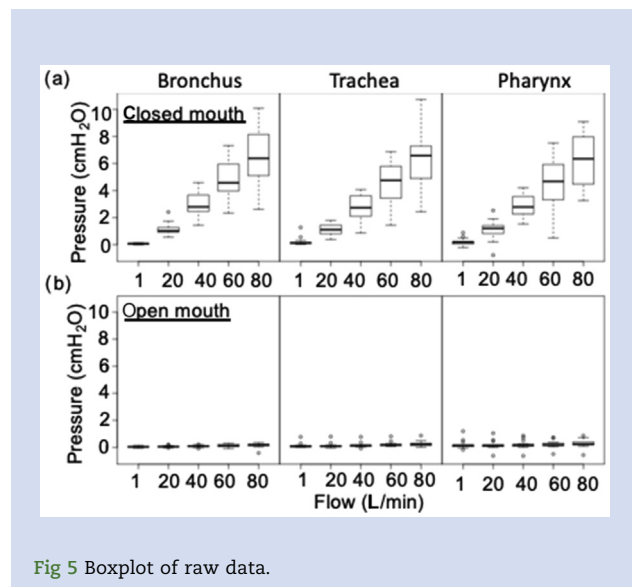 (a) Bronchus Trachea Pharynx
Closed mouth
Pressure (cmH₂O)
10
8
6
4
2
0
1 20 40 60 80 1 20 40 60 80 1 20 40 60 80
(b)
Open mouth
Pressure (cmH₂O)
10
8
6
4
2
0
1 20 40 60 80 1 20 40 60 80 1 20 40 60 80
Flow (L/min)
Fig 5 Boxplot of raw data.